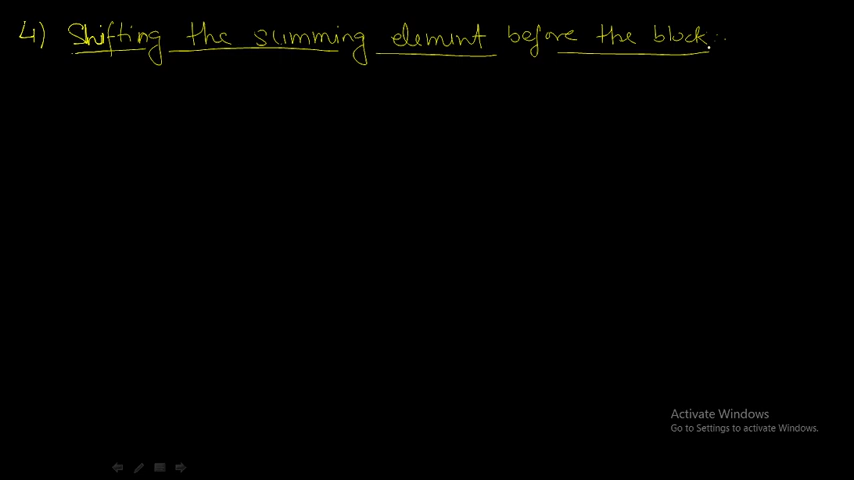 4) Shifting the summing element before the block.
Activate Windows
Go to Settings to activate Windows.